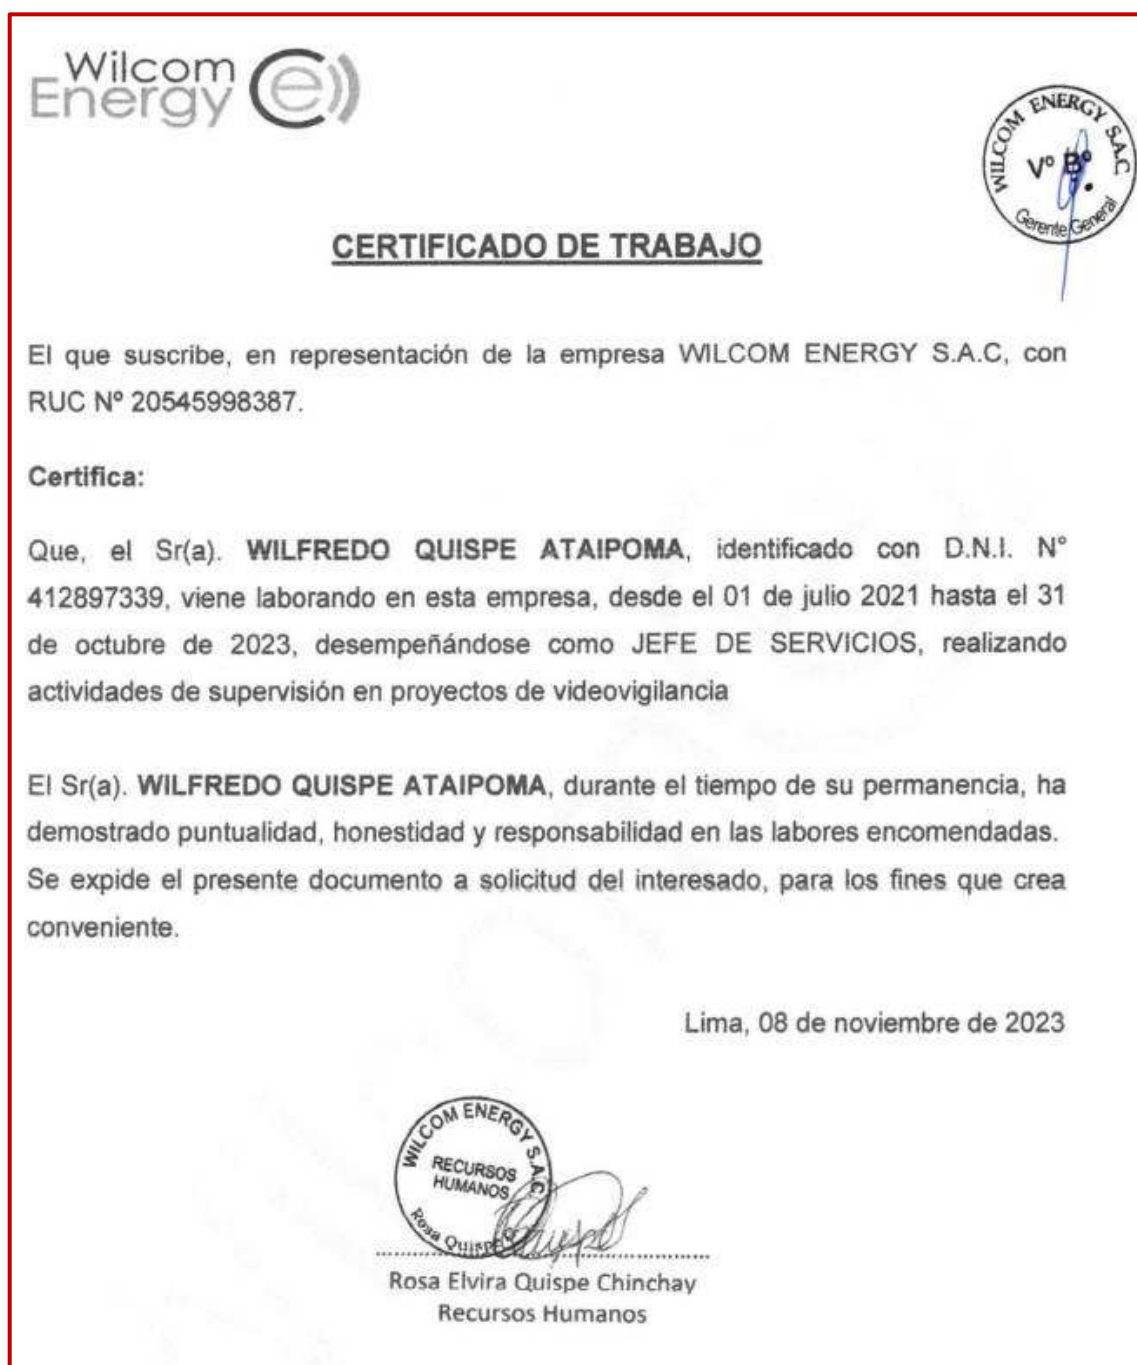 Wilcom
Energy
WILCOM ENERGY S.A.C
Vº Bº
Gerente General
CERTIFICADO DE TRABAJO
El que suscribe, en representación de la empresa WILCOM ENERGY S.A.C, con
RUC Nº 20545998387.
Certifica:
Que, el Sr(a). WILFREDO QUISPE ATAIPOMA, identificado con D.N.I. N°
412897339, viene laborando en esta empresa, desde el 01 de julio 2021 hasta el 31
de octubre de 2023, desempeñándose como JEFE DE SERVICIOS, realizando
actividades de supervisión en proyectos de videovigilancia
El Sr(a). WILFREDO QUISPE ATAIPOMA, durante el tiempo de su permanencia, ha
demostrado puntualidad, honestidad y responsabilidad en las labores encomendadas.
Se expide el presente documento a solicitud del interesado, para los fines que crea
conveniente.
Lima, 08 de noviembre de 2023
WILCOM ENERGY S.A.C
RECURSOS
HUMANOS
Rosa Quispe
Rosa Elvira Quispe Chinchay
Recursos Humanos